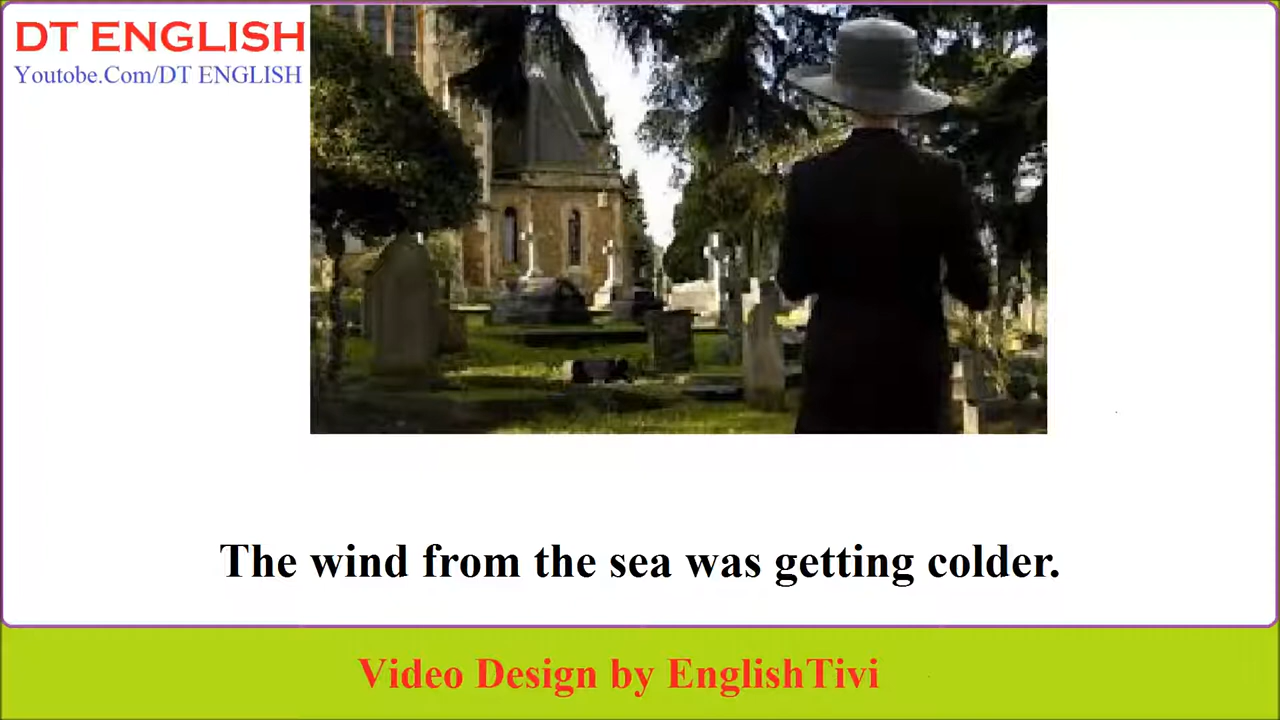 DT ENGLISH
Youtobe.Com/DT ENGLISH
The wind from the sea was getting colder.
Video Design by EnglishTivi